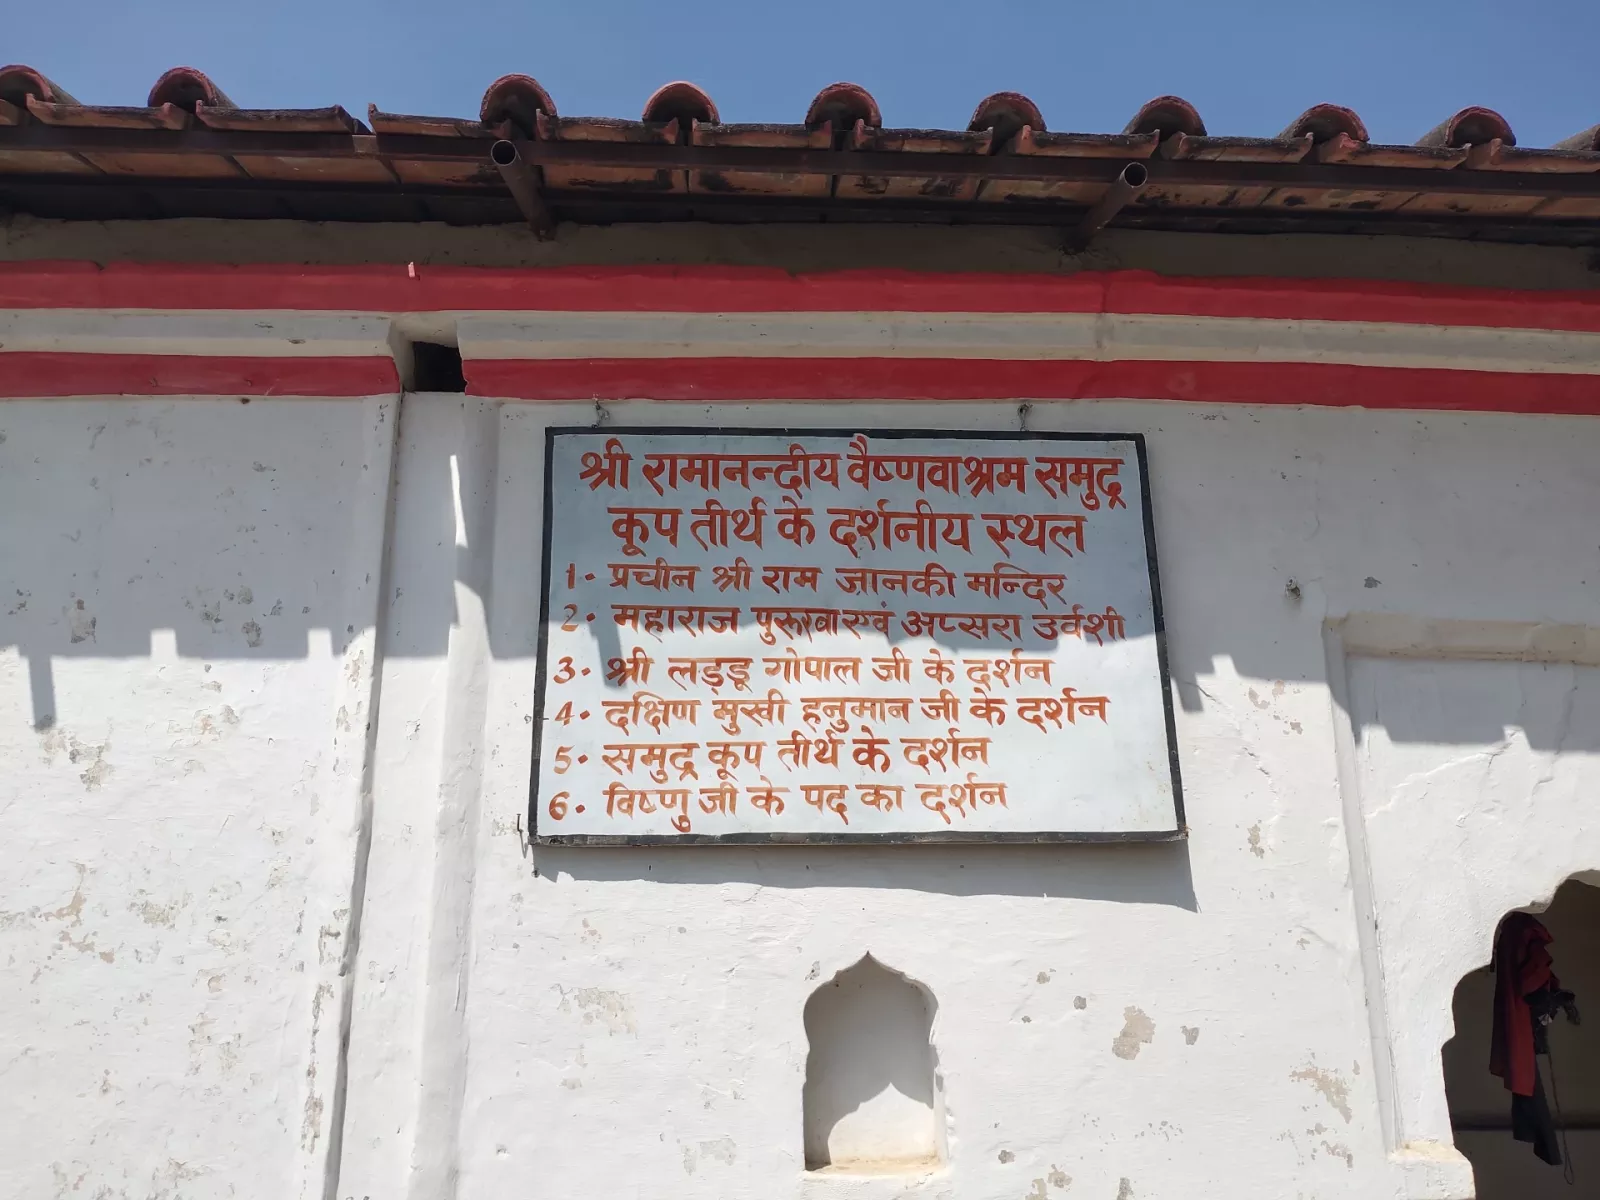 श्री रामानन्दीय वैष्णवाश्रम समुद्र
कूप तीर्थ के दर्शनीय स्थल
1. प्रचीन श्री राम जानकी मन्दिर
2. महाराज पुरूरवा एवं अप्सरा उर्वशी
3. श्री लड्डू गोपाल जी के दर्शन
4. दक्षिण मुखी हनुमान जी के दर्शन
5. समुद्र कूप तीर्थ के दर्शन
6. विष्णु जी के पद का दर्शन